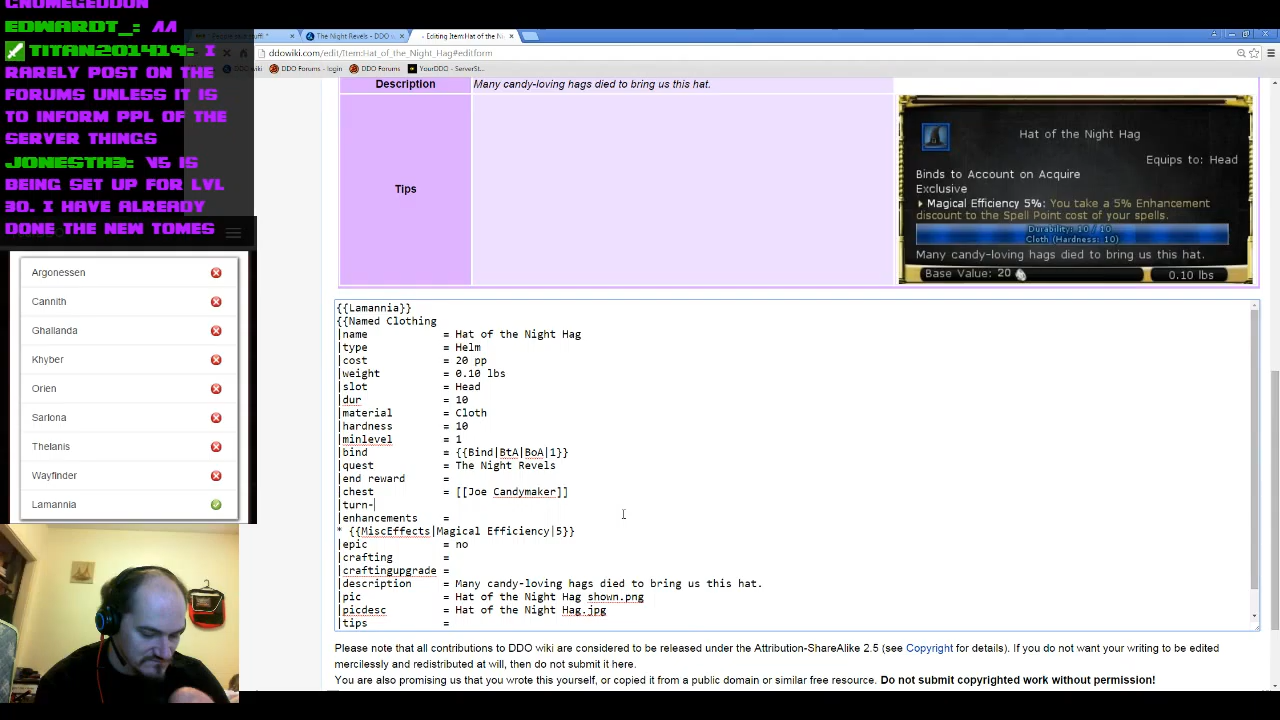 GNOMEGEDDON
EDWARDT_: ^^
TITAN201419: I
RARELY POST ON THE
FORUMS UNLESS IT IS
TO INFORM PPL OF THE
SERVER THINGS
JONESTH3: V5 IS
BEING SET UP FOR LVL
30. I HAVE ALREADY
DONE THE NEW TOMES
Argonessen
Cannith
Ghallanda
Khyber
Orien
Sarlona
Thelanis
Wayfinder
Lamannia
The Night Revels - DDO w
Editing Item:Hat of the N
ddowiki.com/edit/Item:Hat_of_the_Night_Hag#editform
DDO wiki
DDO Forums - login
DDO Forums
YourDDO - ServerSt...
Description
Many candy-loving hags died to bring us this hat.
Tips
Hat of the Night Hag
Equips to: Head
Binds to Account on Acquire
Exclusive
Magical Efficiency 5%: You take a 5% Enhancement
discount to the Spell Point cost of your spells.
Durability: 10 / 10
Cloth (Hardness: 10)
Many candy-loving hags died to bring us this hat.
Base Value: 20
0.10 lbs
{{Lamannia}}
{{Named Clothing
|name = Hat of the Night Hag
|type = Helm
|cost = 20 pp
|weight = 0.10 lbs
|slot = Head
|dur = 10
|material = Cloth
|hardness = 10
|minlevel = 1
|bind = {{Bind|BtA|BoA|1}}
|quest = The Night Revels
|end reward =
|chest = [[Joe Candymaker]]
|turn-
|enhancements =
* {{MiscEffects|Magical Efficiency|5}}
|epic = no
|crafting =
|craftingupgrade =
|description = Many candy-loving hags died to bring us this hat.
|pic = Hat of the Night Hag shown.png
|picdesc = Hat of the Night Hag.jpg
|tips =
Please note that all contributions to DDO wiki are considered to be released under the Attribution-ShareAlike 2.5 (see Copyright for details). If you do not want your writing to be edited
mercilessly and redistributed at will, then do not submit it here.
You are also promising us that you wrote this yourself, or copied it from a public domain or similar free resource. Do not submit copyrighted work without permission!